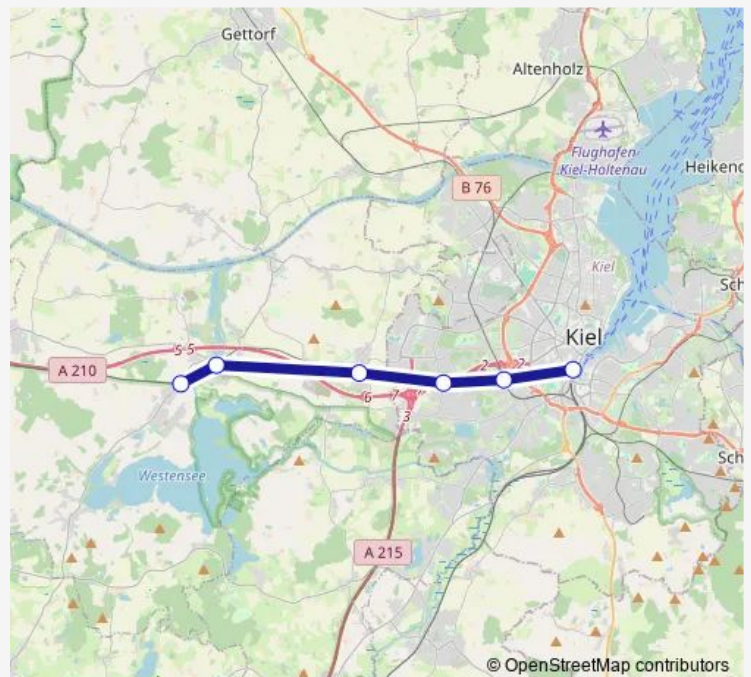 Gettorf
Altenholz
Flughafen
Kiel-Holtenau
Heikend
B 76
Kiel
Sch
Kiel
5 5
A 210
2
2
6
7
3
Westensee
Sch
A 215
© OpenStreetMap contributors